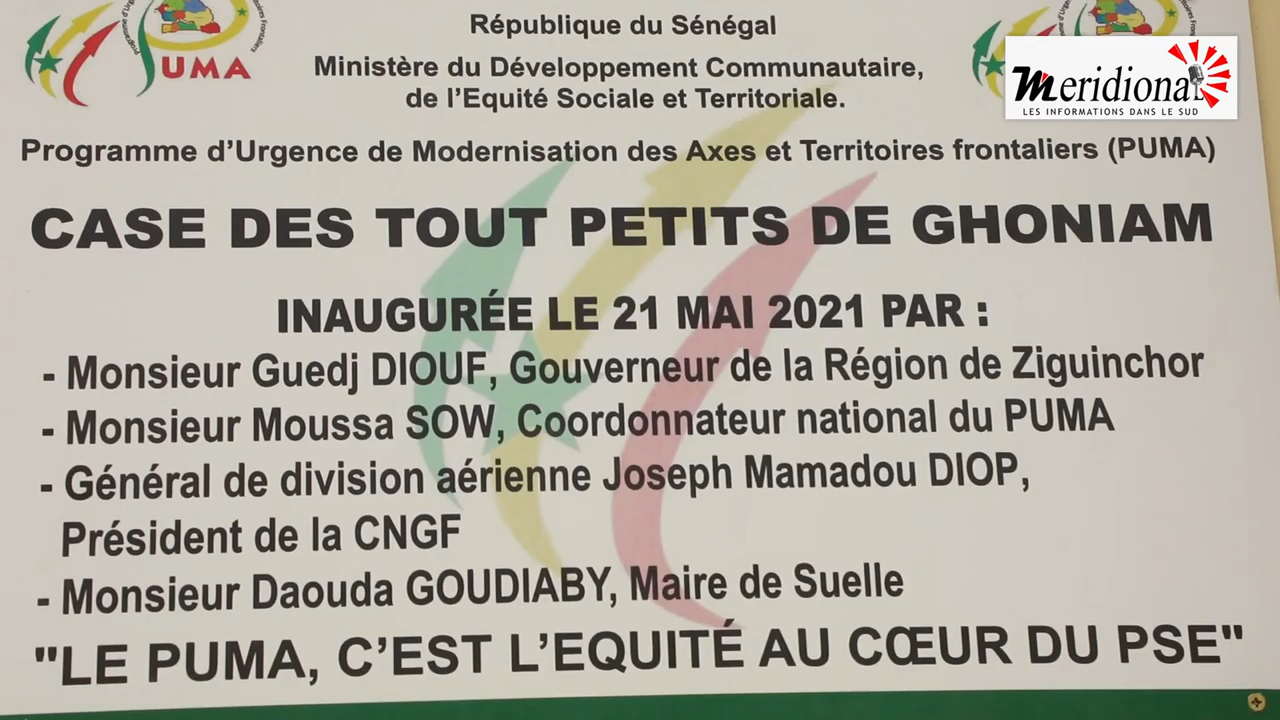 République du Sénégal
Ministère du Développement Communautaire,
de l'Equité Sociale et Territoriale.
PUMA
Meridional
LES INFORMATIONS DANS LE SUD
Programme d'Urgence de Modernisation des Axes et Territoires frontaliers (PUMA)
CASE DES TOUT PETITS DE GHONIAM
INAUGURÉE LE 21 MAI 2021 PAR :
- Monsieur Guedj DIOUF, Gouverneur de la Région de Ziguinchor
- Monsieur Moussa SOW, Coordonnateur national du PUMA
- Général de division aérienne Joseph Mamadou DIOP,
Président de la CNGF
- Monsieur Daouda GOUDIABY, Maire de Suelle
"LE PUMA, C'EST L'EQUITÉ AU CŒUR DU PSE"